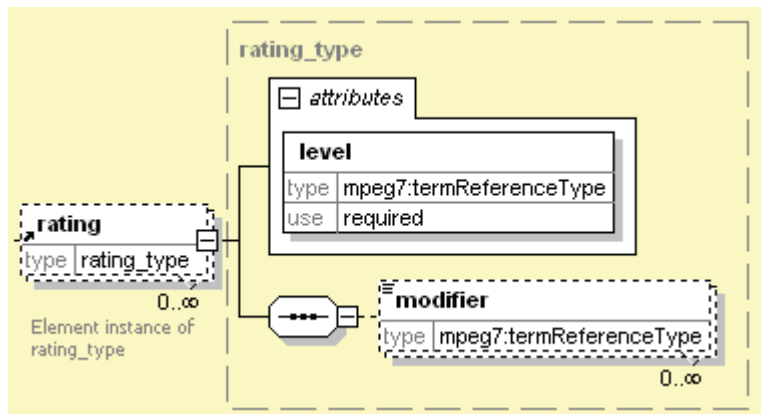 rating_type
attributes
level
type mpeg7:termReferenceType
use required
rating
type rating_type
0..∞
Element instance of
rating_type
modifier
type mpeg7:termReferenceType
0..∞